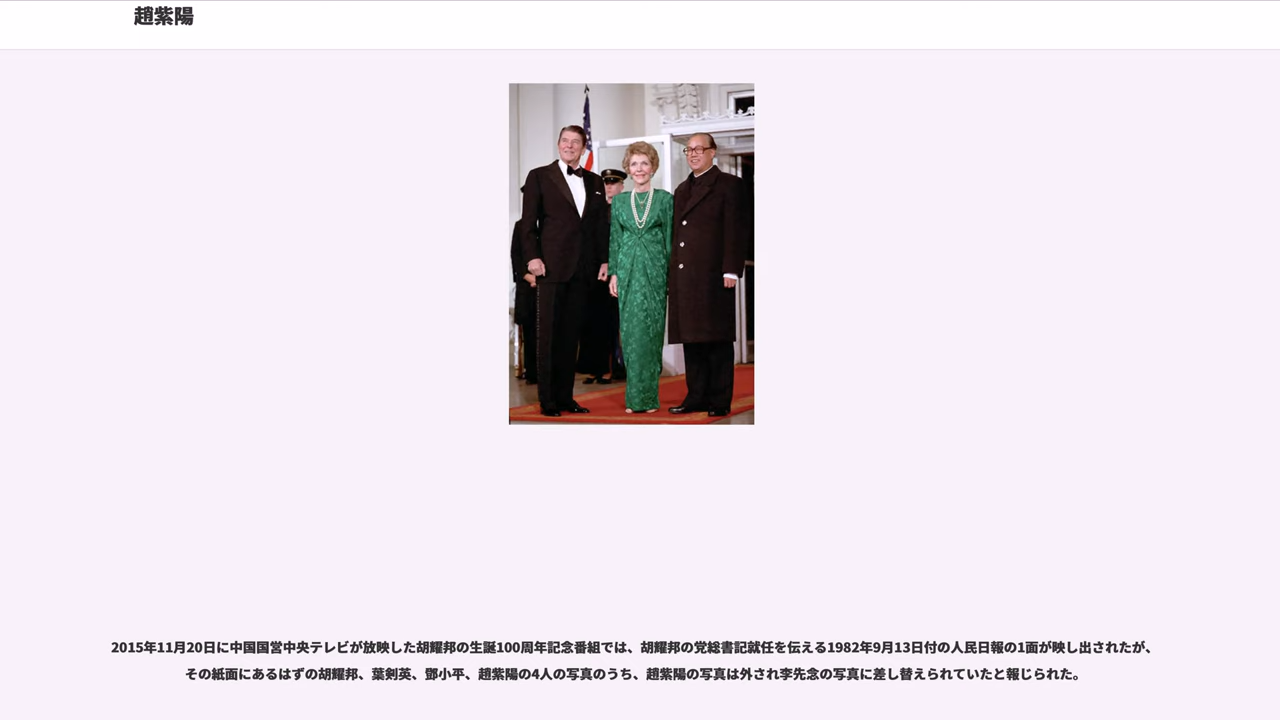 趙紫陽
2015年11月20日に中国国営中央テレビが放映した胡耀邦の生誕100周年記念番組では、胡耀邦の党総書記就任を伝える1982年9月13日付の人民日報の1面が映し出されたが、
その紙面にあるはずの胡耀邦、葉剣英、鄧小平、趙紫陽の4人の写真のうち、趙紫陽の写真は外され李先念の写真に差し替えられていたと報じられた。